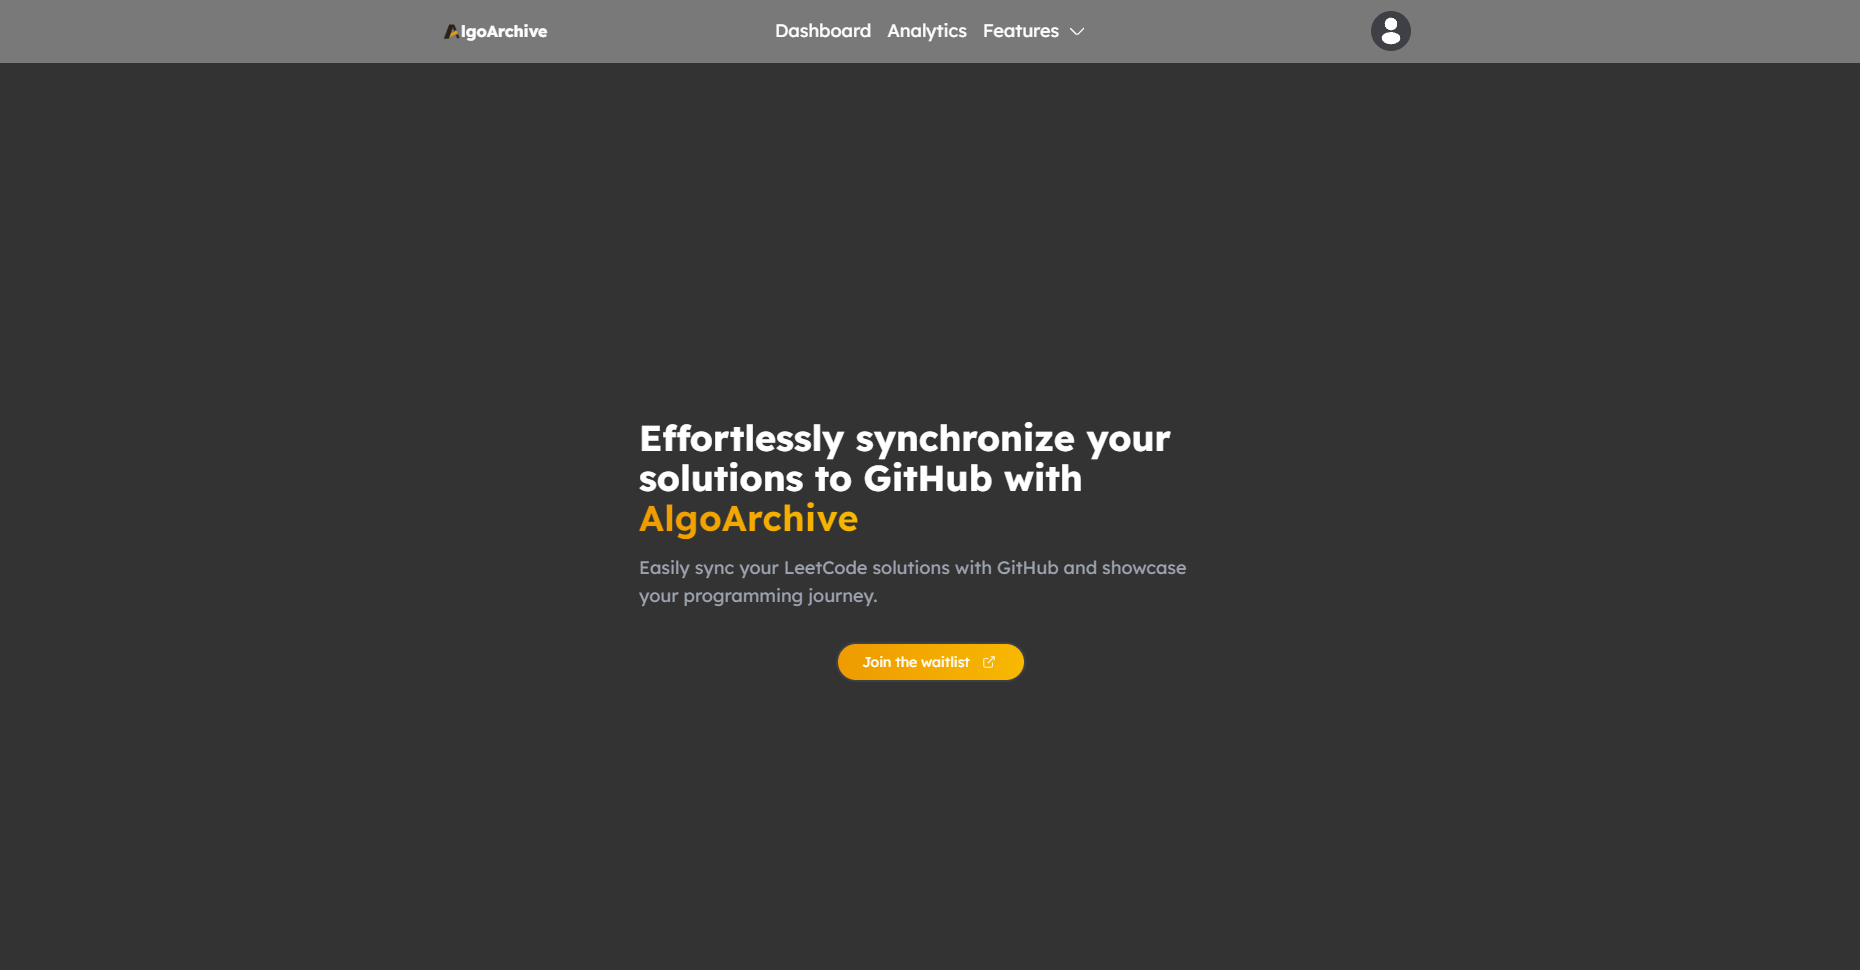 AlgoArchive
Dashboard Analytics Features
Effortlessly synchronize your
solutions to GitHub with
AlgoArchive
Easily sync your LeetCode solutions with GitHub and showcase
your programming journey.
Join the waitlist